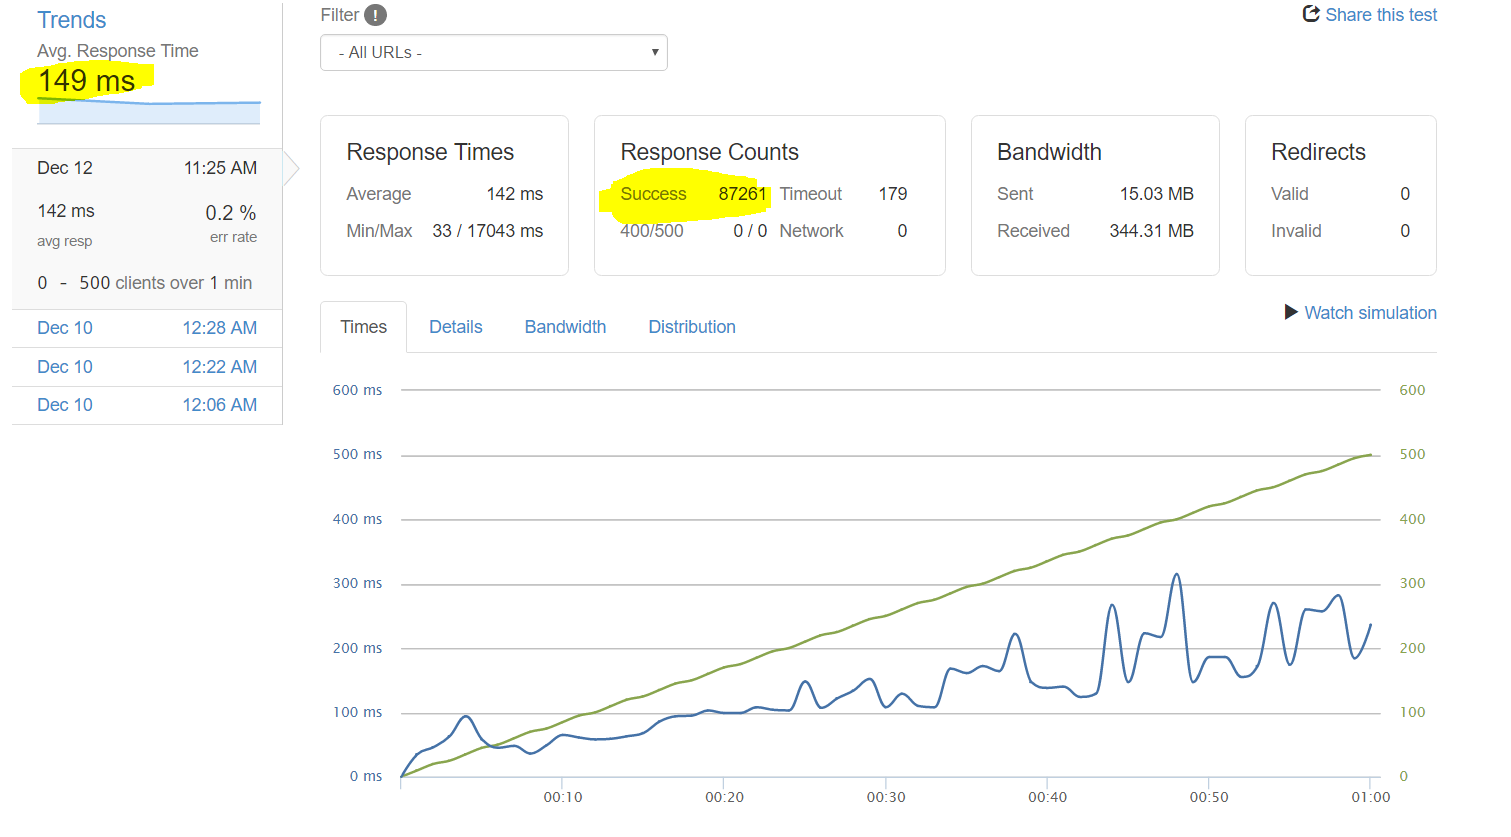 Trends
Avg. Response Time
149 ms
Dec 12 11:25 AM
142 ms 0.2 %
avg resp err rate
0 - 500 clients over 1 min
Dec 10 12:28 AM
Dec 10 12:22 AM
Dec 10 12:06 AM
Filter !
- All URLs -
Share this test
Response Times
Average 142 ms
Min/Max 33 / 17043 ms
Response Counts
Success 87261 Timeout 179
400/500 0 / 0 Network 0
Bandwidth
Sent 15.03 MB
Received 344.31 MB
Redirects
Valid 0
Invalid 0
Times Details Bandwidth Distribution
Watch simulation
600 ms 600
500 ms 500
400 ms 400
300 ms 300
200 ms 200
100 ms 100
0 ms 0
00:10 00:20 00:30 00:40 00:50 01:00